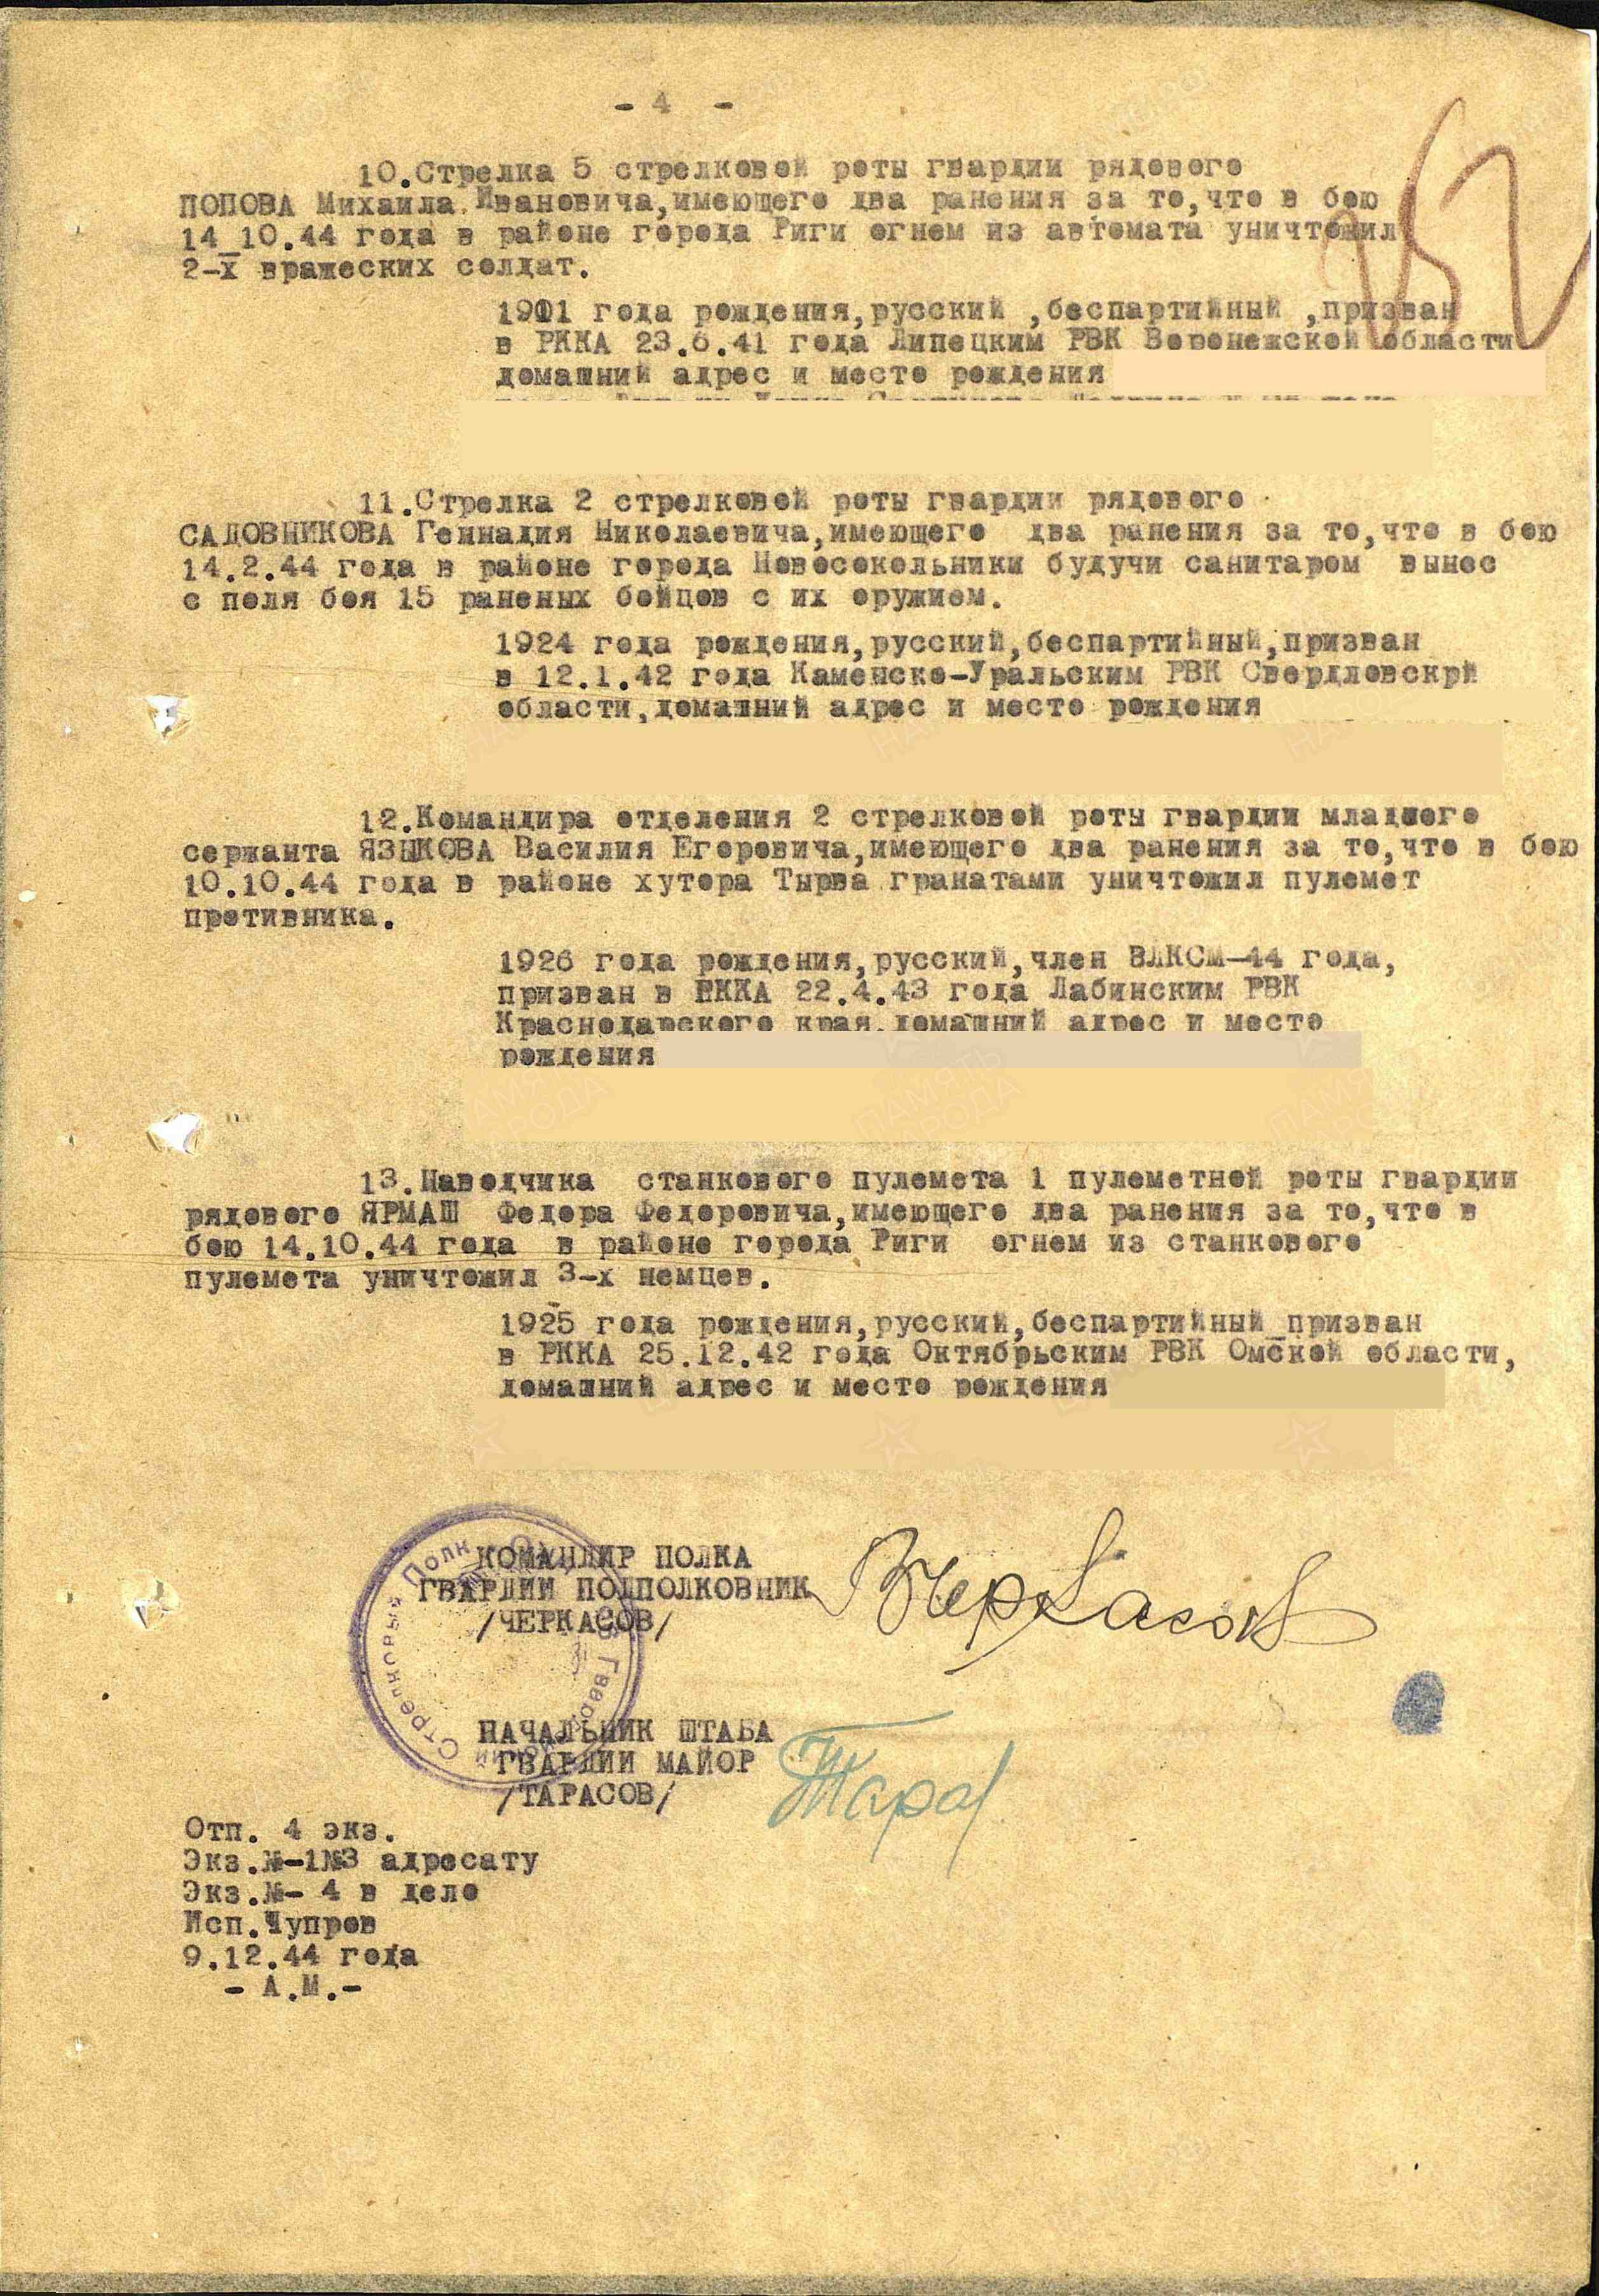 - 4 -
10.Стрелка 5 стрелковой роты гвардии рядового
ПОПОВА Михаила Ивановича,имеющего два ранения за то,что в бою
14_10.44 года в районе города Риги огнем из автомата уничтожил
2-х вражеских солдат.
1901 года рождения,русский ,беспартийный ,призван
в РККА 23.6.41 года Липецким РВК Воронежской области
домашний адрес и место рождения
11.Стрелка 2 стрелковой роты гвардии рядового
САДОВНИКОВА Геннадия Николаевича,имеющего два ранения за то,что в бою
14.2.44 года в районе города Новосокольники будучи санитаром вынес
с поля боя 15 раненых бойцов с их оружием.
1924 года рождения,русский,беспартийный,призван
в 12.1.42 года Каменско-Уральским РВК Свердловскрй
области,домашний адрес и место рождения
12.Командира отделения 2 стрелковой роты гвардии младшего
сержанта ЯЗЫКОВА Василия Егоровича,имеющего два ранения за то,что в бою
10.10.44 года в районе хутора Тырва гранатами уничтожил пулемет
противника.
1926 года рождения,русский,член ВЛКСМ-44 года,
призван в РККА 22.4.43 года Лабинским РВК
Краснодарского края,домашний адрес и место
рождения
13.Наводчика станкового пулемета 1 пулеметной роты гвардии
рядового ЯРМАШ Федора Федоровича,имеющего два ранения за то,что в
бою 14.10.44 года в районе города Риги огнем из станкового
пулемета уничтожил 3-х немцев.
1925 года рождения,русский,беспартийный_призван
в РККА 25.12.42 года Октябрьским РВК Омской области,
домашний адрес и место рождения
КОМАНДИР ПОЛКА
ГВАРДИИ ПОДПОЛКОВНИК
/ЧЕРКАСОВ/
Черкасов
Стрелковый Полк
НАЧАЛЬНИК ШТАБА
ГВАРДИИ МАЙОР
/ТАРАСОВ/
Тара
Отп. 4 экз.
Экз.№-1№3 адресату
Экз.№- 4 в дело
Исп.Чупров
9.12.44 года
- А.М.-
ПАМЯТЬ НАРОДА